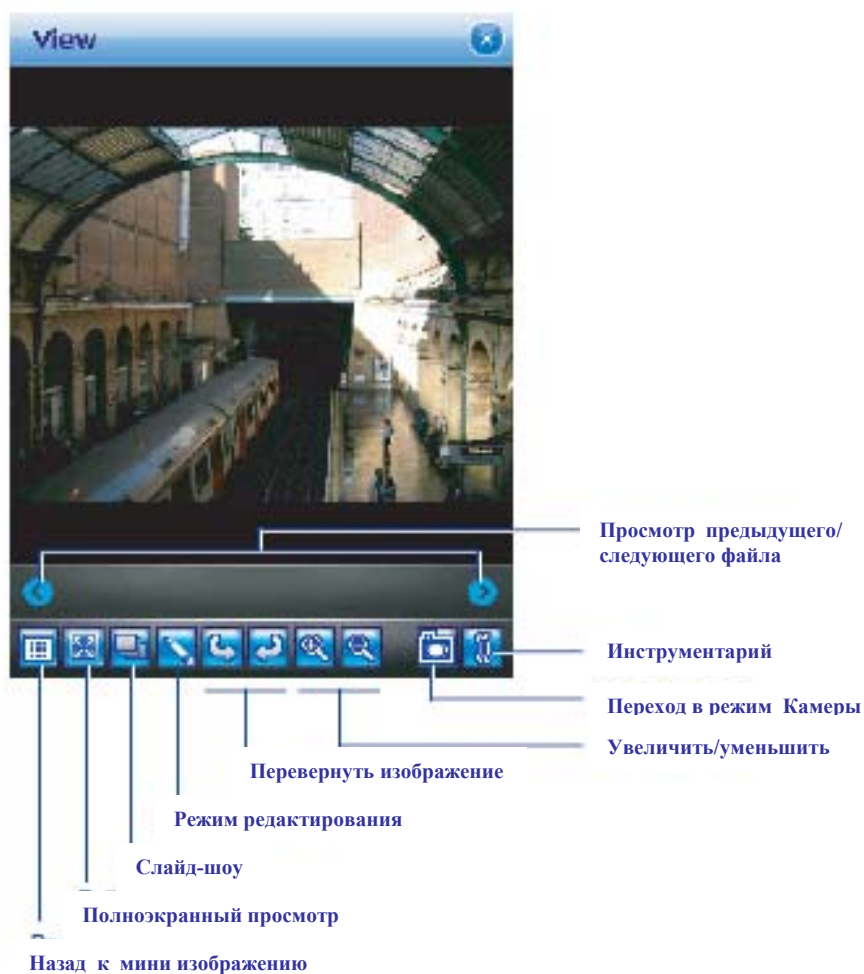 View
Просмотр предыдущего/
следующего файла
Инструментарий
Переход в режим Камеры
Увеличить/уменьшить
Перевернуть изображение
Режим редактирования
Слайд-шоу
Полноэкранный просмотр
Назад к мини изображению